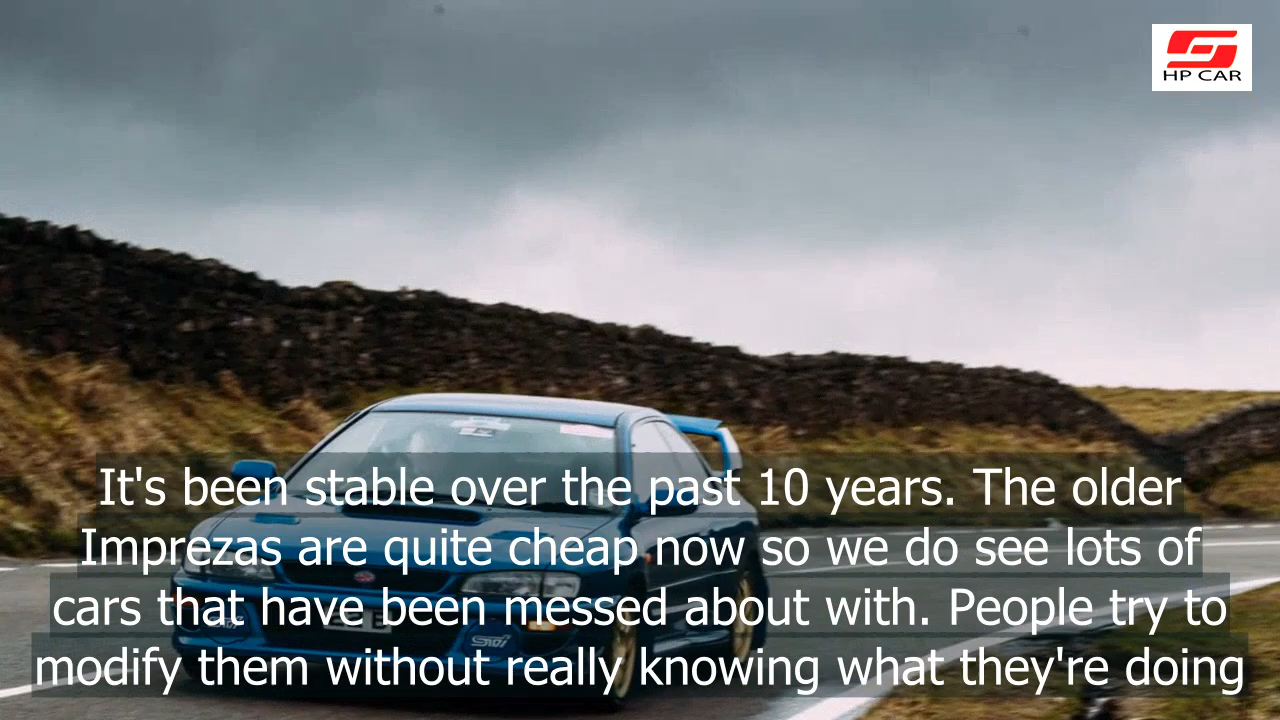 HP CAR
It's been stable over the past 10 years. The older
Imprezas are quite cheap now so we do see lots of
cars that have been messed about with. People try to
modify them without really knowing what they're doing
STi